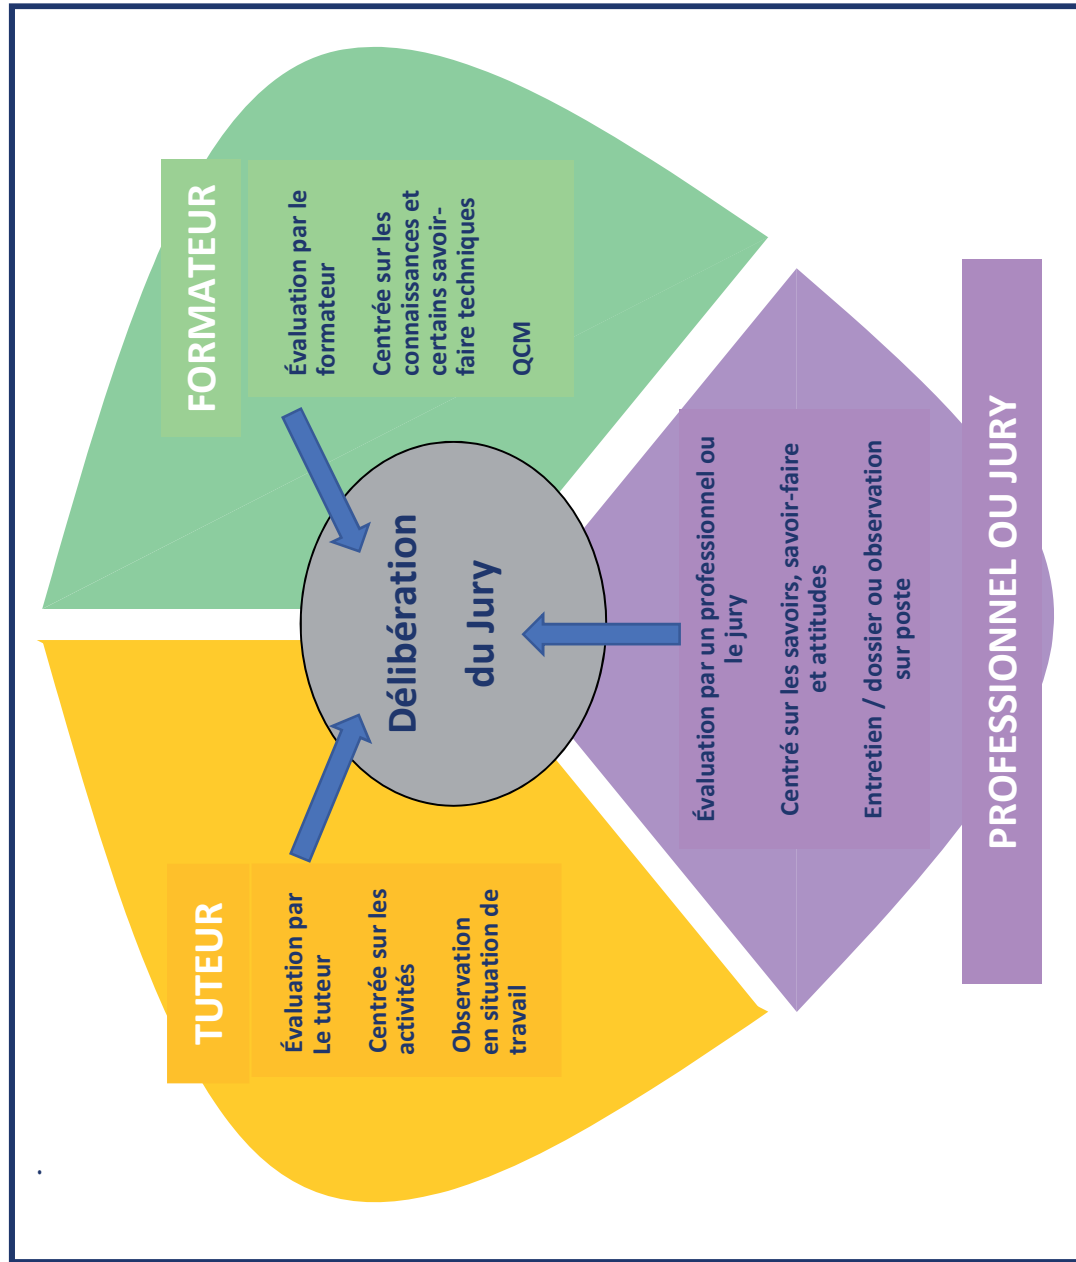 TUTEUR
Évaluation par
Le tuteur
Centrée sur les
activités
Observation
en situation de
travail
FORMATEUR
Évaluation par le
formateur
Centrée sur les
connaissances et
certains savoir-
faire techniques
QCM
Délibération
du Jury
Évaluation par un professionnel ou
le jury
Centré sur les savoirs, savoir-faire
et attitudes
Entretien / dossier ou observation
sur poste
PROFESSIONNEL OU JURY